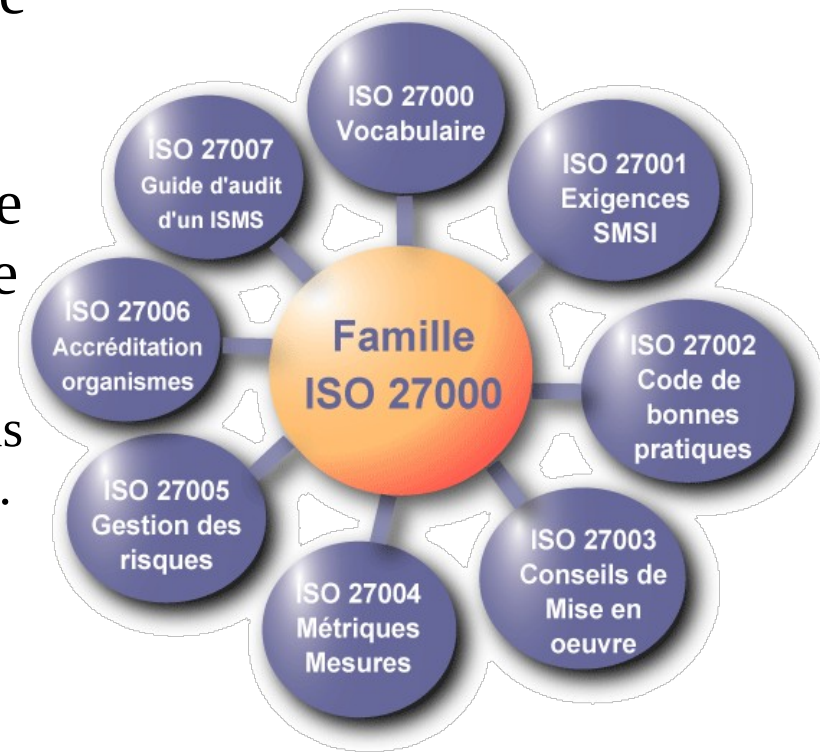 Famille
ISO 27000
ISO 27000
Vocabulaire
ISO 27001
Exigences
SMSI
ISO 27002
Code de
bonnes
pratiques
ISO 27003
Conseils de
Mise en
oeuvre
ISO 27004
Métriques
Mesures
ISO 27005
Gestion des
risques
ISO 27006
Accréditation
organismes
ISO 27007
Guide d'audit
d'un ISMS